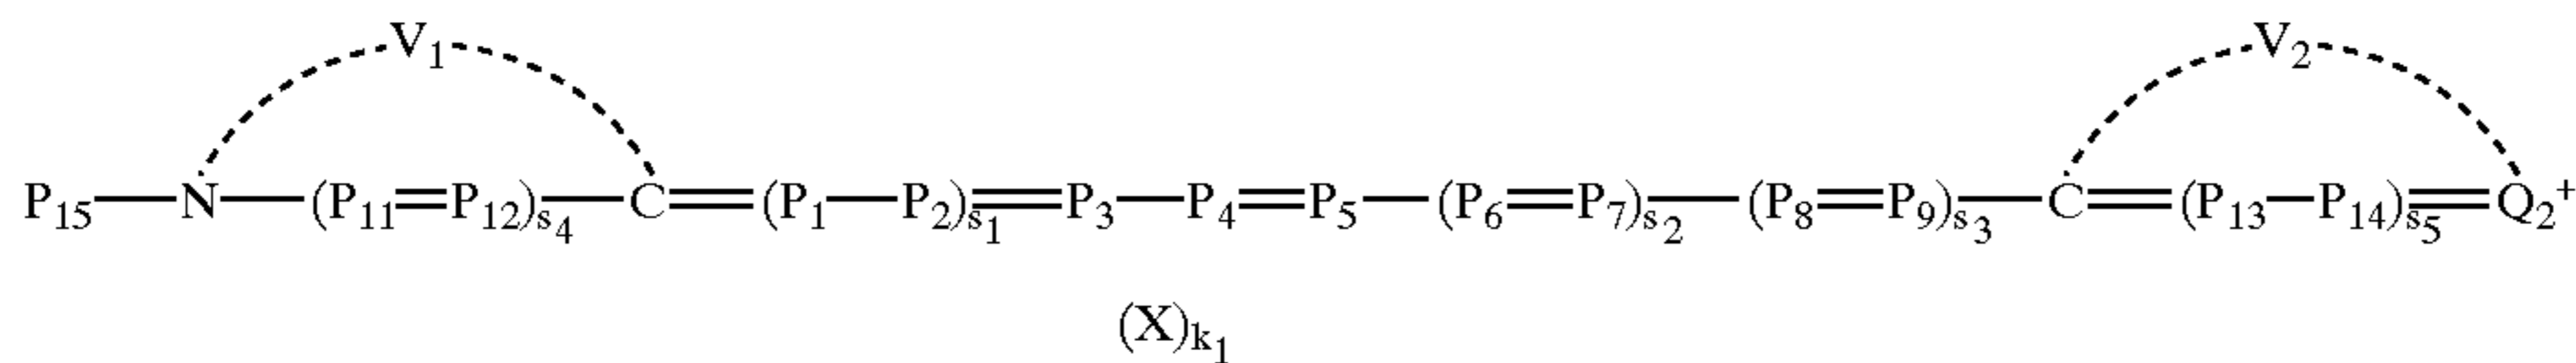 V₁ V₂
P₁₅—N—(P₁₁=P₁₂)s₄—C=(P₁—P₂)s₁=P₃—P₄=P₅—(P₆=P₇)s₂—(P₈=P₉)s₃—C=(P₁₃—P₁₄)s₅=Q₂⁺
(X)k₁